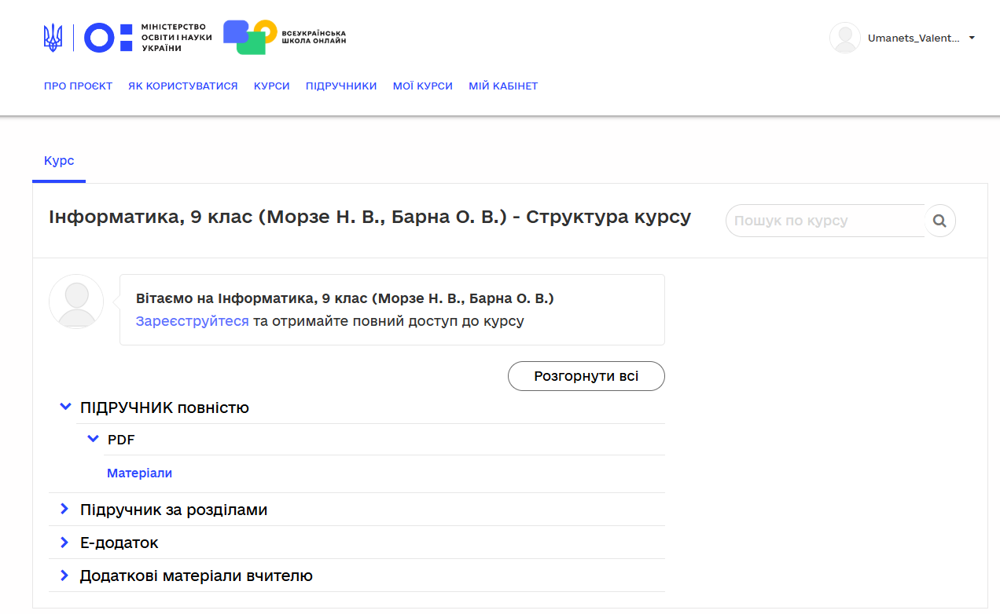 МІНІСТЕРСТВО
ОСВІТИ І НАУКИ
УКРАЇНИ
ВСЕУКРАЇНСЬКА
ШКОЛА ОНЛАЙН
Umanets_Valent...
ПРО ПРОЄКТ ЯК КОРИСТУВАТИСЯ КУРСИ ПІДРУЧНИКИ МОЇ КУРСИ МІЙ КАБІНЕТ
Курс
Інформатика, 9 клас (Морзе Н. В., Барна О. В.) - Структура курсу
Пошук по курсу
Вітаємо на Інформатика, 9 клас (Морзе Н. В., Барна О. В.)
Зареєструйтеся та отримайте повний доступ до курсу
Розгорнути всі
ПІДРУЧНИК повністю
PDF
Матеріали
Підручник за розділами
Е-додаток
Додаткові матеріали вчителю